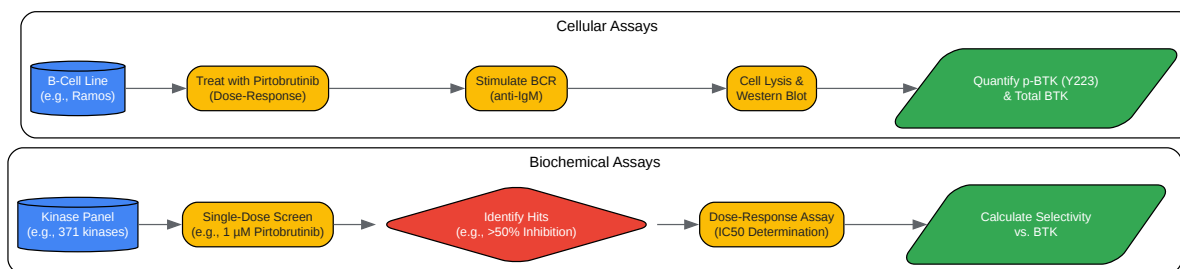 Cellular Assays
B-Cell Line
(e.g., Ramos)
Treat with Pirtobrutinib
(Dose-Response)
Stimulate BCR
(anti-IgM)
Cell Lysis &
Western Blot
Quantify p-BTK (Y223)
& Total BTK
Biochemical Assays
Kinase Panel
(e.g., 371 kinases)
Single-Dose Screen
(e.g., 1 µM Pirtobrutinib)
Identify Hits
(e.g., >50% Inhibition)
Dose-Response Assay
(IC50 Determination)
Calculate Selectivity
vs. BTK